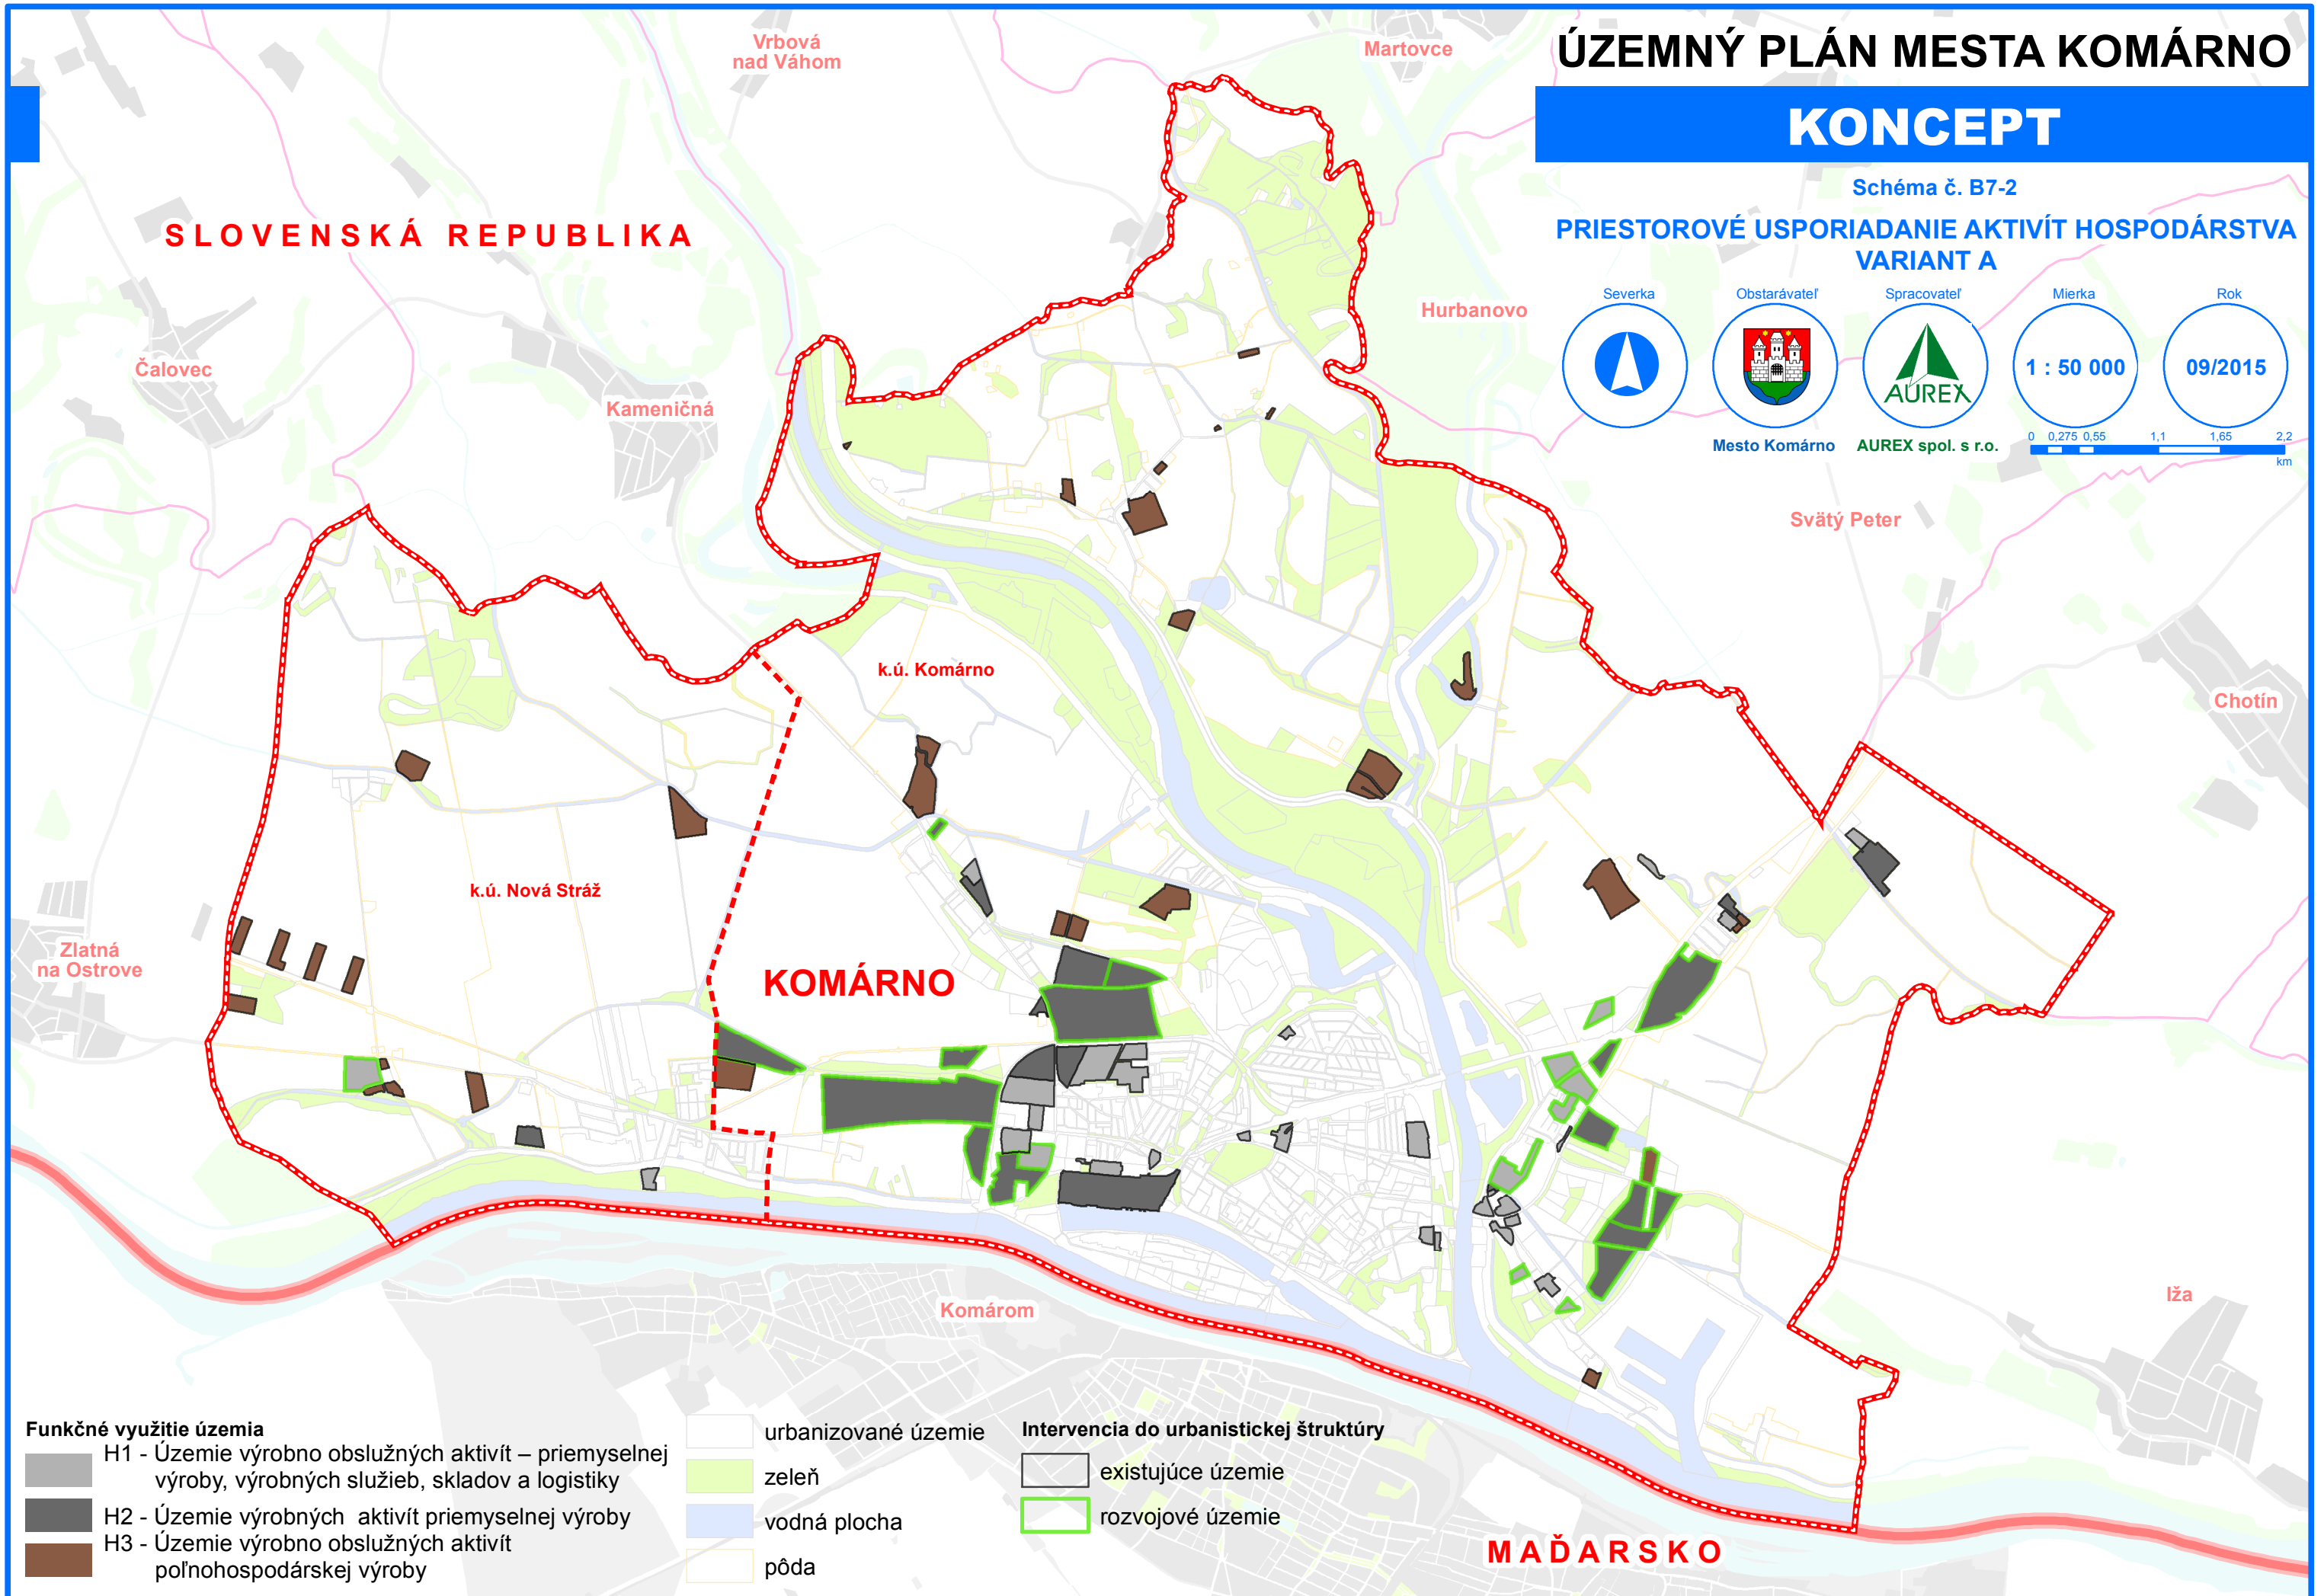 ÚZEMNÝ PLÁN MESTA KOMÁRNO
KONCEPT
Schéma č. B7-2
PRIESTOROVÉ USPORIADANIE AKTIVÍT HOSPODÁRSTVA
VARIANT A
Severka
Obstarávateľ
Spracovateľ
Mierka
Rok
AUREX
1 : 50 000
09/2015
Mesto Komárno
AUREX spol. s r.o.
0 0,275 0,55 1,1 1,65 2,2
km
Vrbová
nad Váhom
Martovce
SLOVENSKÁ REPUBLIKA
Hurbanovo
Čalovec
Kameničná
Svätý Peter
k.ú. Komárno
Chotín
k.ú. Nová Stráž
Zlatná
na Ostrove
KOMÁRNO
Komárom
Iža
MAĎARSKO
Funkčné využitie územia
H1 - Územie výrobno obslužných aktivít – priemyselnej
výroby, výrobných služieb, skladov a logistiky
H2 - Územie výrobných aktivít priemyselnej výroby
H3 - Územie výrobno obslužných aktivít
poľnohospodárskej výroby
urbanizované územie
zeleň
vodná plocha
pôda
Intervencia do urbanistickej štruktúry
existujúce územie
rozvojové územie